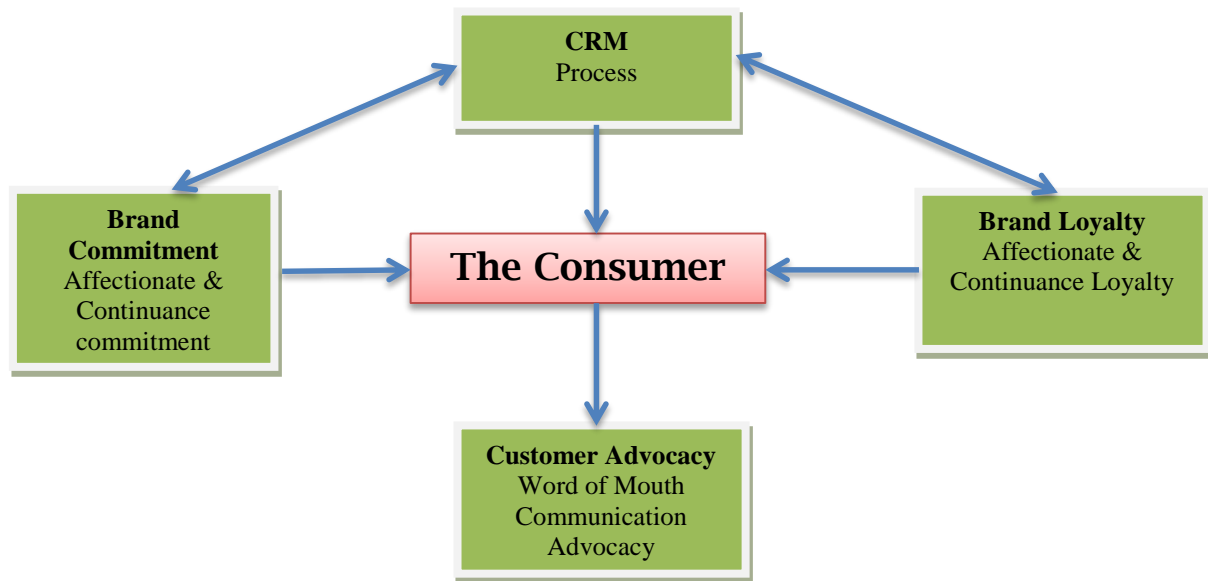 CRM
Process
Brand
Commitment
Affectionate &
Continuance
commitment
The Consumer
Brand Loyalty
Affectionate &
Continuance Loyalty
Customer Advocacy
Word of Mouth
Communication
Advocacy